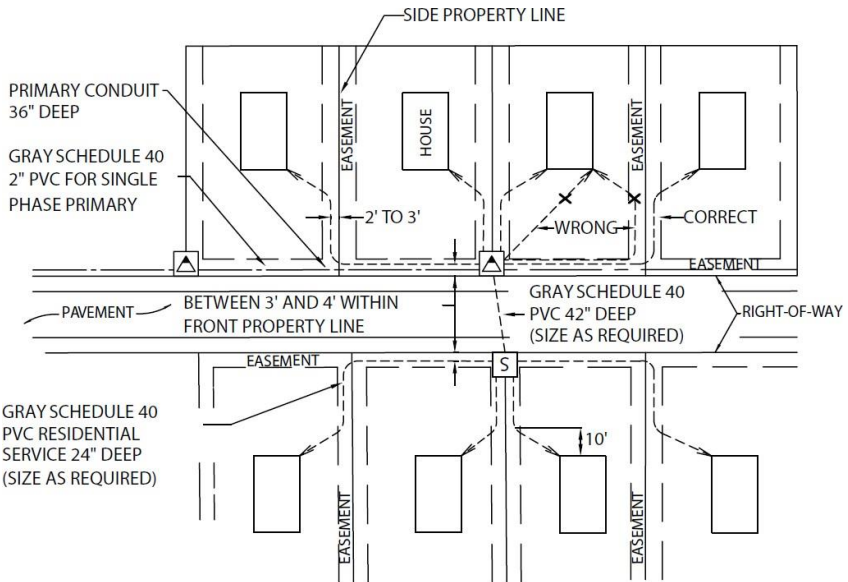 SIDE PROPERTY LINE
PRIMARY CONDUIT
36" DEEP
GRAY SCHEDULE 40
2" PVC FOR SINGLE
PHASE PRIMARY
EASEMENT
HOUSE
EASEMENT
2' TO 3'
WRONG
CORRECT
EASEMENT
PAVEMENT
BETWEEN 3' AND 4' WITHIN
FRONT PROPERTY LINE
GRAY SCHEDULE 40
PVC 42" DEEP
(SIZE AS REQUIRED)
RIGHT-OF-WAY
EASEMENT
S
GRAY SCHEDULE 40
PVC RESIDENTIAL
SERVICE 24" DEEP
(SIZE AS REQUIRED)
10'
EASEMENT
EASEMENT